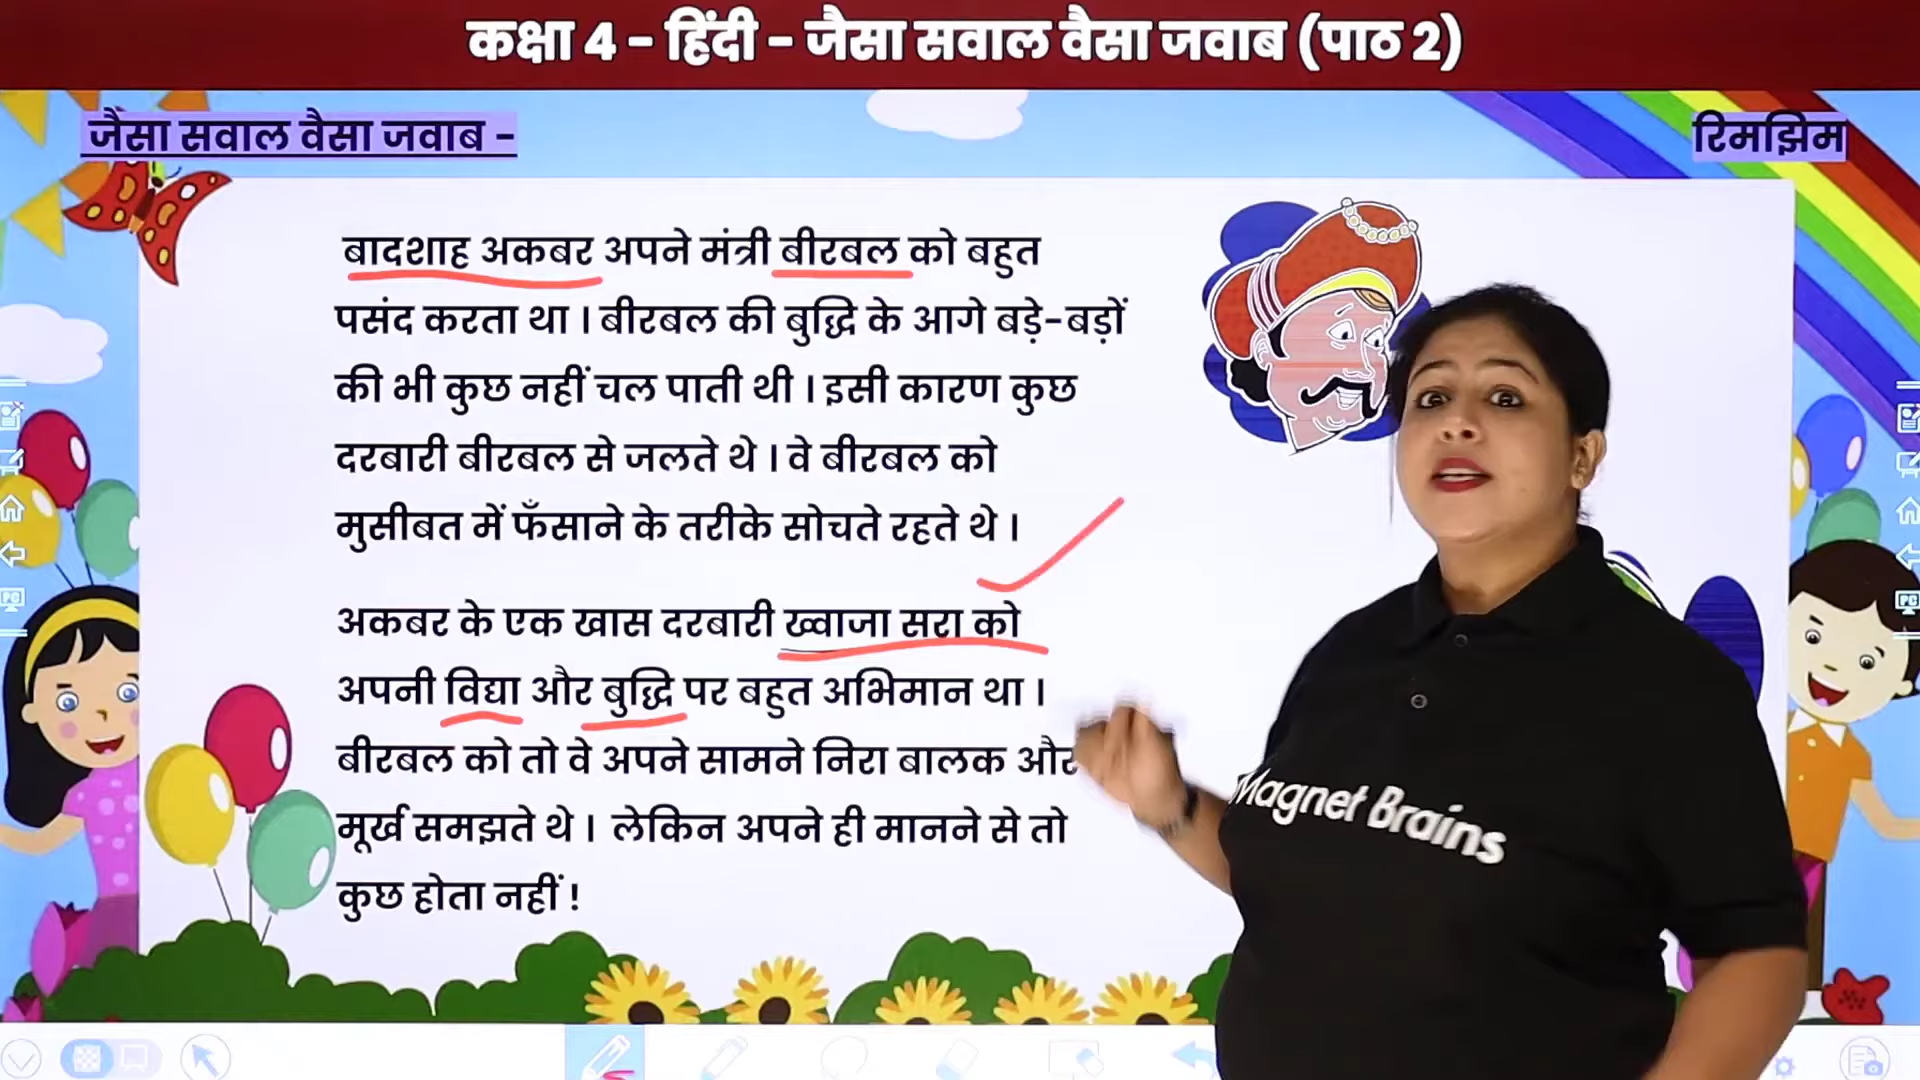 कक्षा 4 - हिंदी - जैसा सवाल वैसा जवाब (पाठ 2)
जैसा सवाल वैसा जवाब -
रिमझिम
बादशाह अकबर अपने मंत्री बीरबल को बहुत
पसंद करता था । बीरबल की बुद्धि के आगे बड़े-बड़ों
की भी कुछ नहीं चल पाती थी । इसी कारण कुछ
दरबारी बीरबल से जलते थे । वे बीरबल को
मुसीबत में फँसाने के तरीके सोचते रहते थे ।
अकबर के एक खास दरबारी ख्वाजा सरा को
अपनी विद्या और बुद्धि पर बहुत अभिमान था ।
बीरबल को तो वे अपने सामने निरा बालक और
मूर्ख समझते थे । लेकिन अपने ही मानने से तो
कुछ होता नहीं !
Magnet Brains
PC
PC